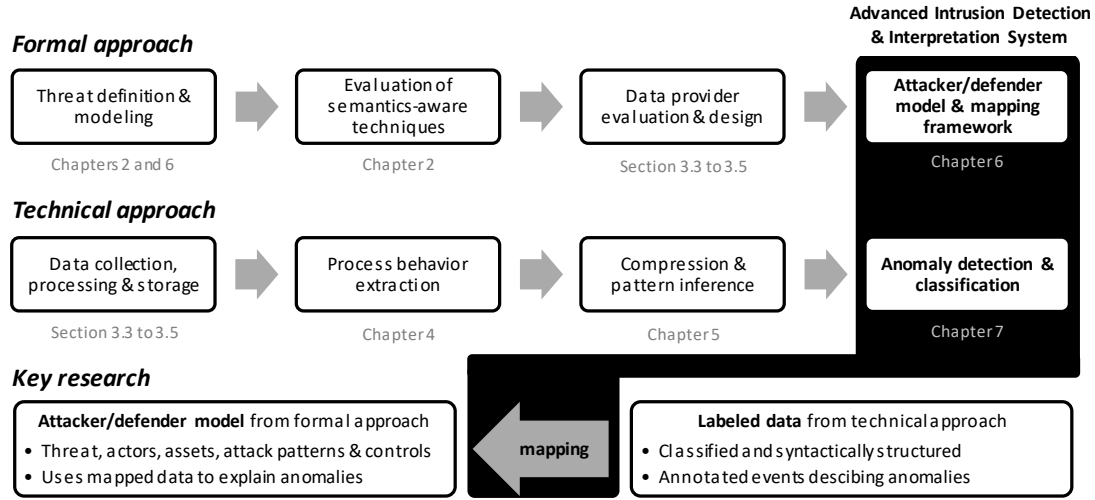 Advanced Intrusion Detection
& Interpretation System
Formal approach
Threat definition &
modeling
Evaluation of
semantics-aware
techniques
Data provider
evaluation & design
Attacker/defender
model & mapping
framework
Chapters 2 and 6
Chapter 2
Section 3.3 to 3.5
Chapter 6
Technical approach
Data collection,
processing & storage
Process behavior
extraction
Compression &
pattern inference
Anomaly detection &
classification
Section 3.3 to 3.5
Chapter 4
Chapter 5
Chapter 7
Key research
Attacker/defender model from formal approach
• Threat, actors, assets, attack patterns & controls
• Uses mapped data to explain anomalies
mapping
Labeled data from technical approach
• Classified and syntactically structured
• Annotated events descibing anomalies